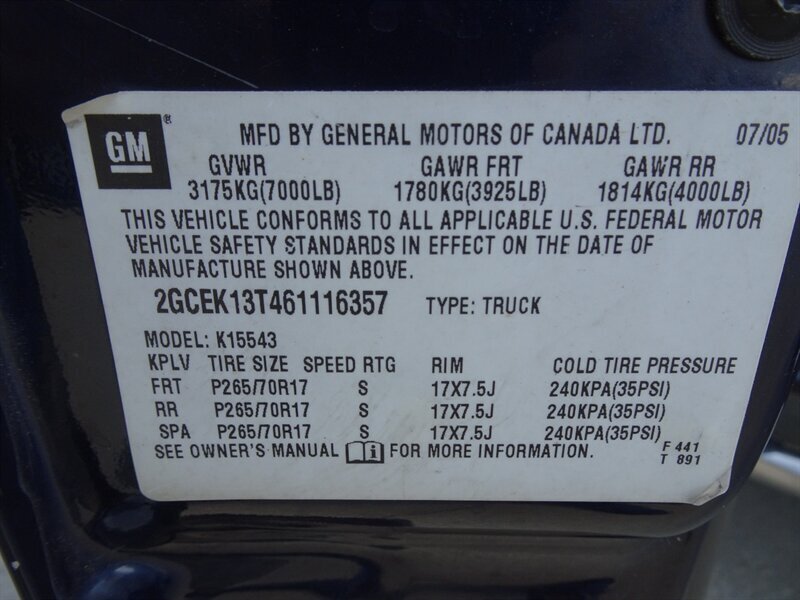 GM ® MFD BY GENERAL MOTORS OF CANADA LTD. 07/05
GVWR GAWR FRT GAWR RR
3175KG(7000LB) 1780KG(3925LB) 1814KG(4000LB)
THIS VEHICLE CONFORMS TO ALL APPLICABLE U.S. FEDERAL MOTOR
VEHICLE SAFETY STANDARDS IN EFFECT ON THE DATE OF
MANUFACTURE SHOWN ABOVE.
2GCEK13T461116357 TYPE: TRUCK
MODEL: K15543
KPLV TIRE SIZE SPEED RTG RIM COLD TIRE PRESSURE
FRT P265/70R17 S 17X7.5J 240KPA(35PSI)
RR P265/70R17 S 17X7.5J 240KPA(35PSI)
SPA P265/70R17 S 17X7.5J 240KPA(35PSI)
SEE OWNER'S MANUAL i FOR MORE INFORMATION. F 441
T 891